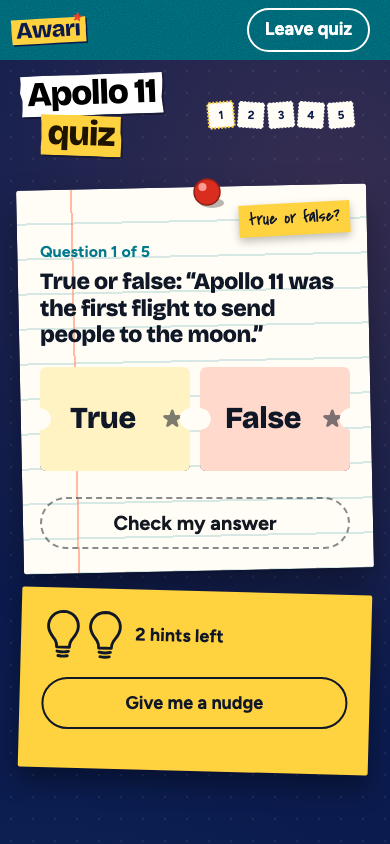 Awari
Leave quiz
Apollo 11
quiz
1 2 3 4 5
true or false?
Question 1 of 5
True or false: “Apollo 11 was
the first flight to send
people to the moon.”
True
False
Check my answer
2 hints left
Give me a nudge